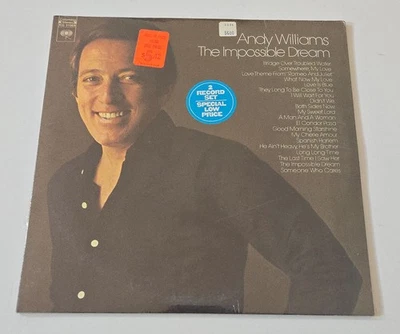 Andy Williams
The Impossible Dream
Bridge Over Troubled Water
Somewhere, My Love
Love Theme From "Romeo And Juliet"
What Now My Love
Love Is Blue
They Long To Be Close To You
I Will Wait For You
Didn't We
Both Sides Now
My Sweet Lord
A Man And A Woman
El Condor Pasa
Good Morning Starshine
My Cherie Amour
Spanish Harlem
He Ain't Heavy, He's My Brother
Long Long Time
The Last Time I Saw Her
The Impossible Dream
Someone Who Cares
2
RECORD
SET
SPECIAL
LOW
PRICE